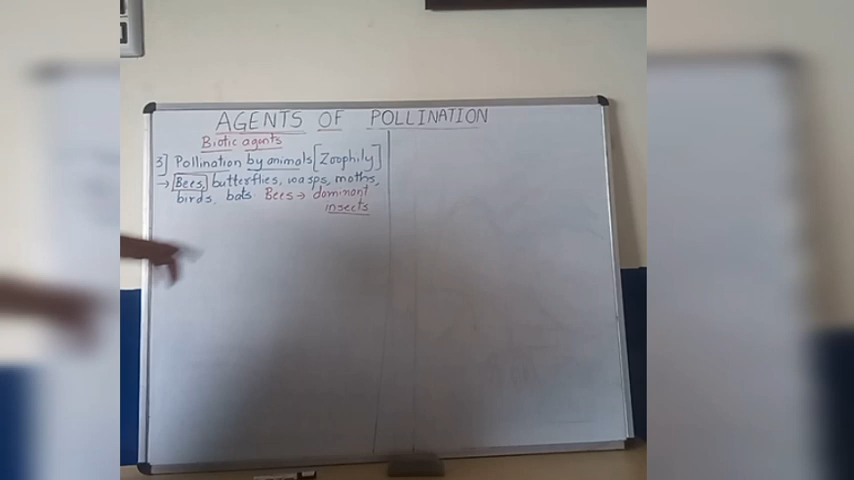 AGENTS OF POLLINATION
Biotic agents
3] Pollination by animals [Zoophily]
→ Bees, butterflies, wasps, moths,
birds, bats Bees → dominant
insects